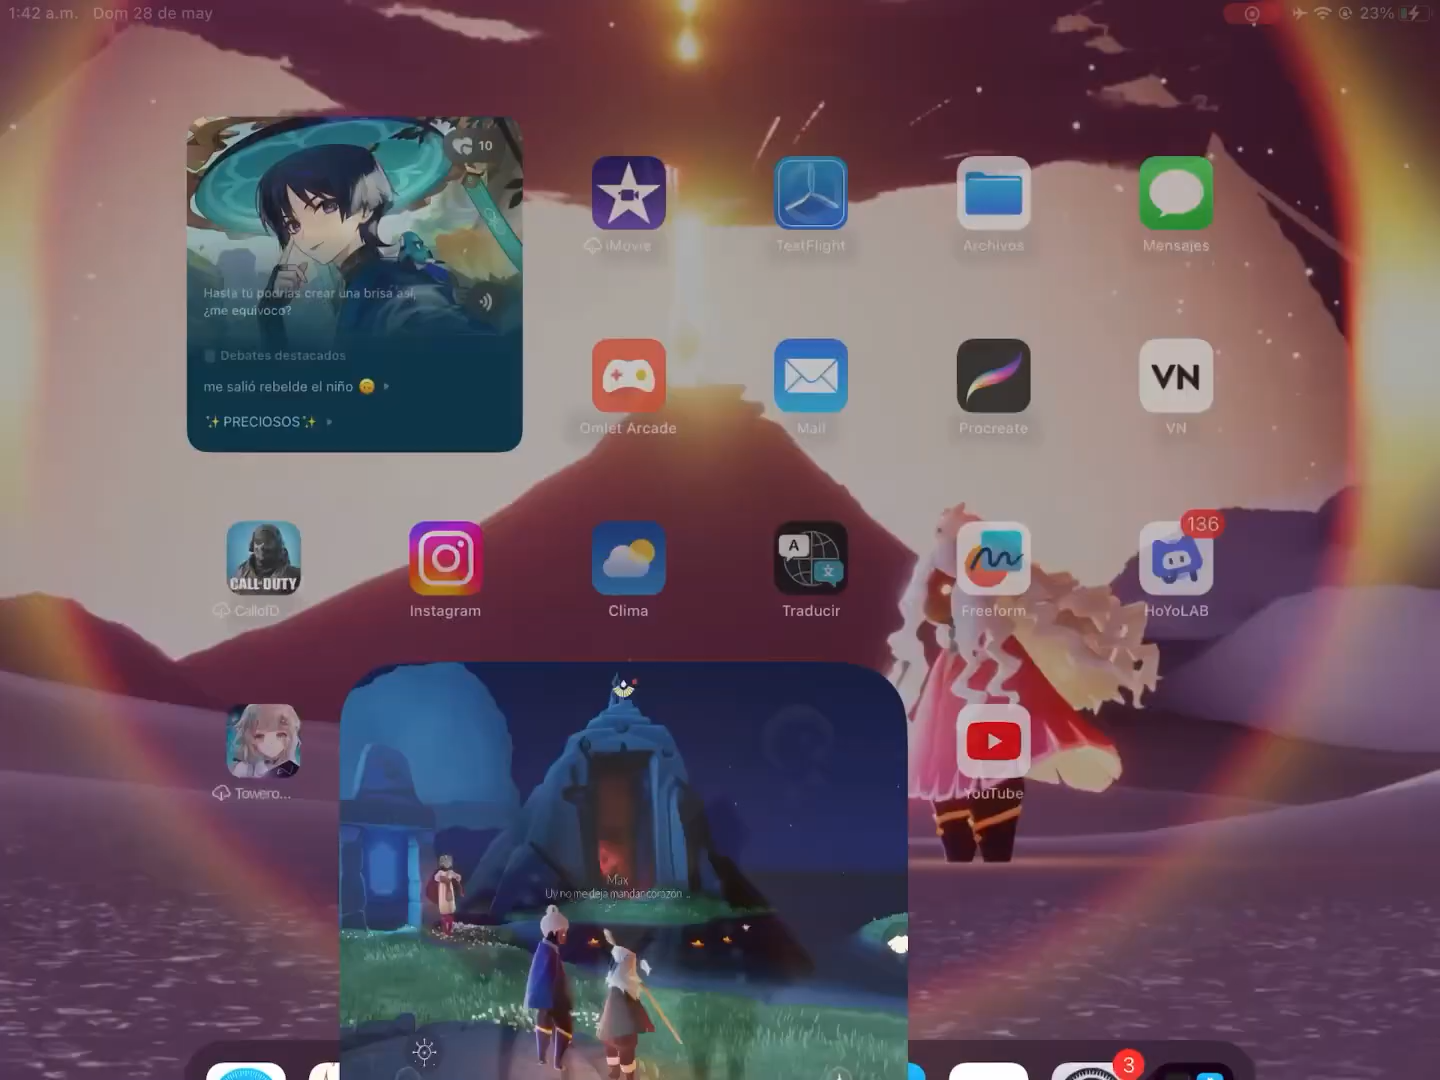 1:42 a.m. Dom 28 de may
23%
10
Hasta tú podrías crear una brisa así,
¿me equivoco?
Debates destacados
me salió rebelde el niño 🙃
✨PRECIOSOS✨
iMovie
TestFlight
Archivos
Mensajes
Omlet Arcade
Mail
Procreate
VN
VN
CALL·DUTY
CallofD...
Instagram
Clima
A
文
Traducir
Freeform
136
HoYoLAB
Towero...
YouTube
Max
Uy no me deja mandar corazón ..
3